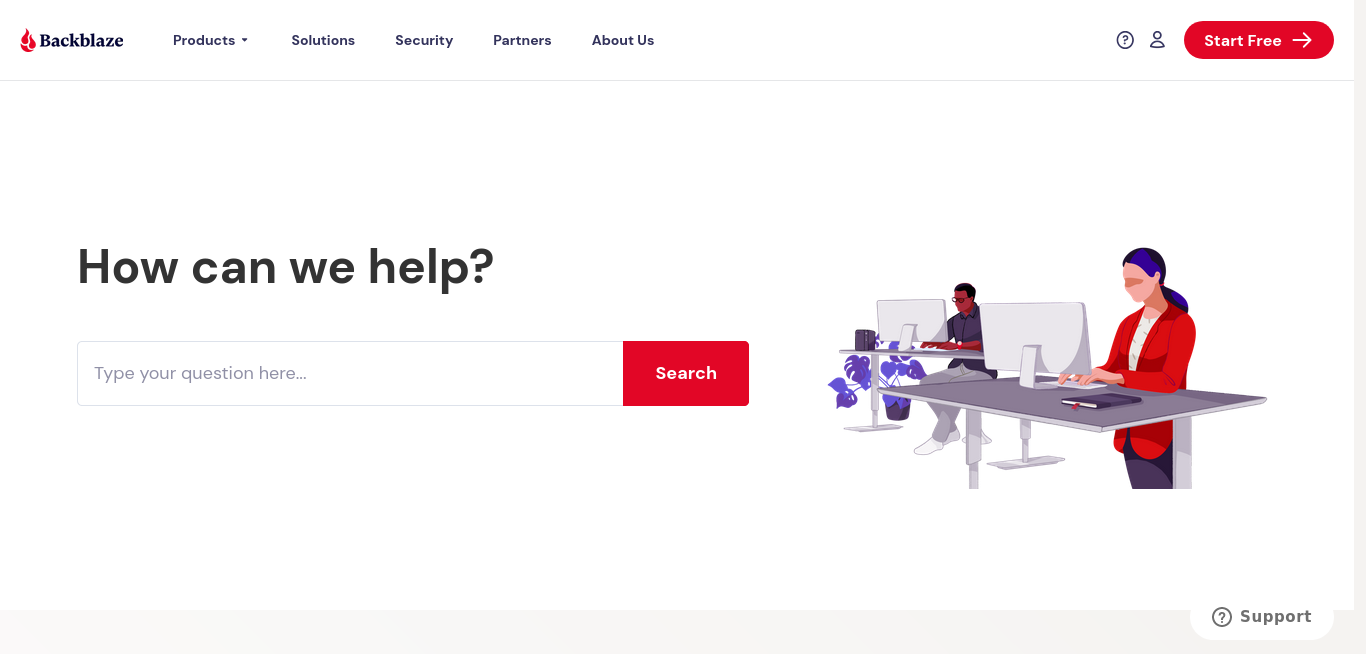 Backblaze
Products
Solutions
Security
Partners
About Us
Start Free
How can we help?
Type your question here...
Search
Support